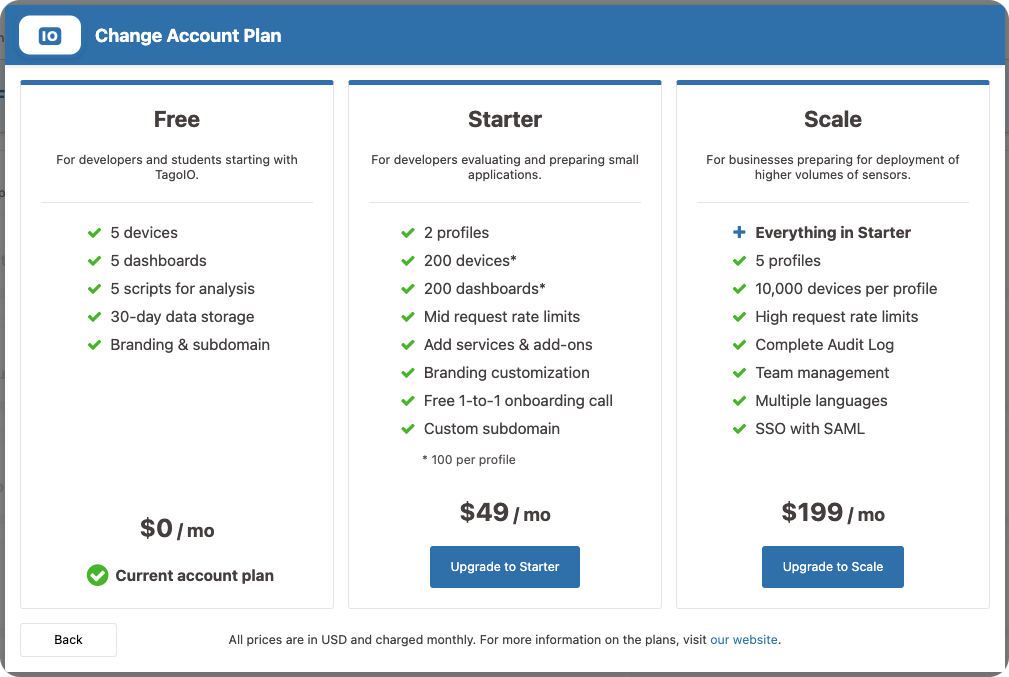 IO
Change Account Plan
Free
For developers and students starting with
TagoIO.
5 devices
5 dashboards
5 scripts for analysis
30-day data storage
Branding & subdomain
$0 / mo
Current account plan
Starter
For developers evaluating and preparing small
applications.
2 profiles
200 devices*
200 dashboards*
Mid request rate limits
Add services & add-ons
Branding customization
Free 1-to-1 onboarding call
Custom subdomain
* 100 per profile
$49 / mo
Upgrade to Starter
Scale
For businesses preparing for deployment of
higher volumes of sensors.
Everything in Starter
5 profiles
10,000 devices per profile
High request rate limits
Complete Audit Log
Team management
Multiple languages
SSO with SAML
$199 / mo
Upgrade to Scale
Back
All prices are in USD and charged monthly. For more information on the plans, visit our website.